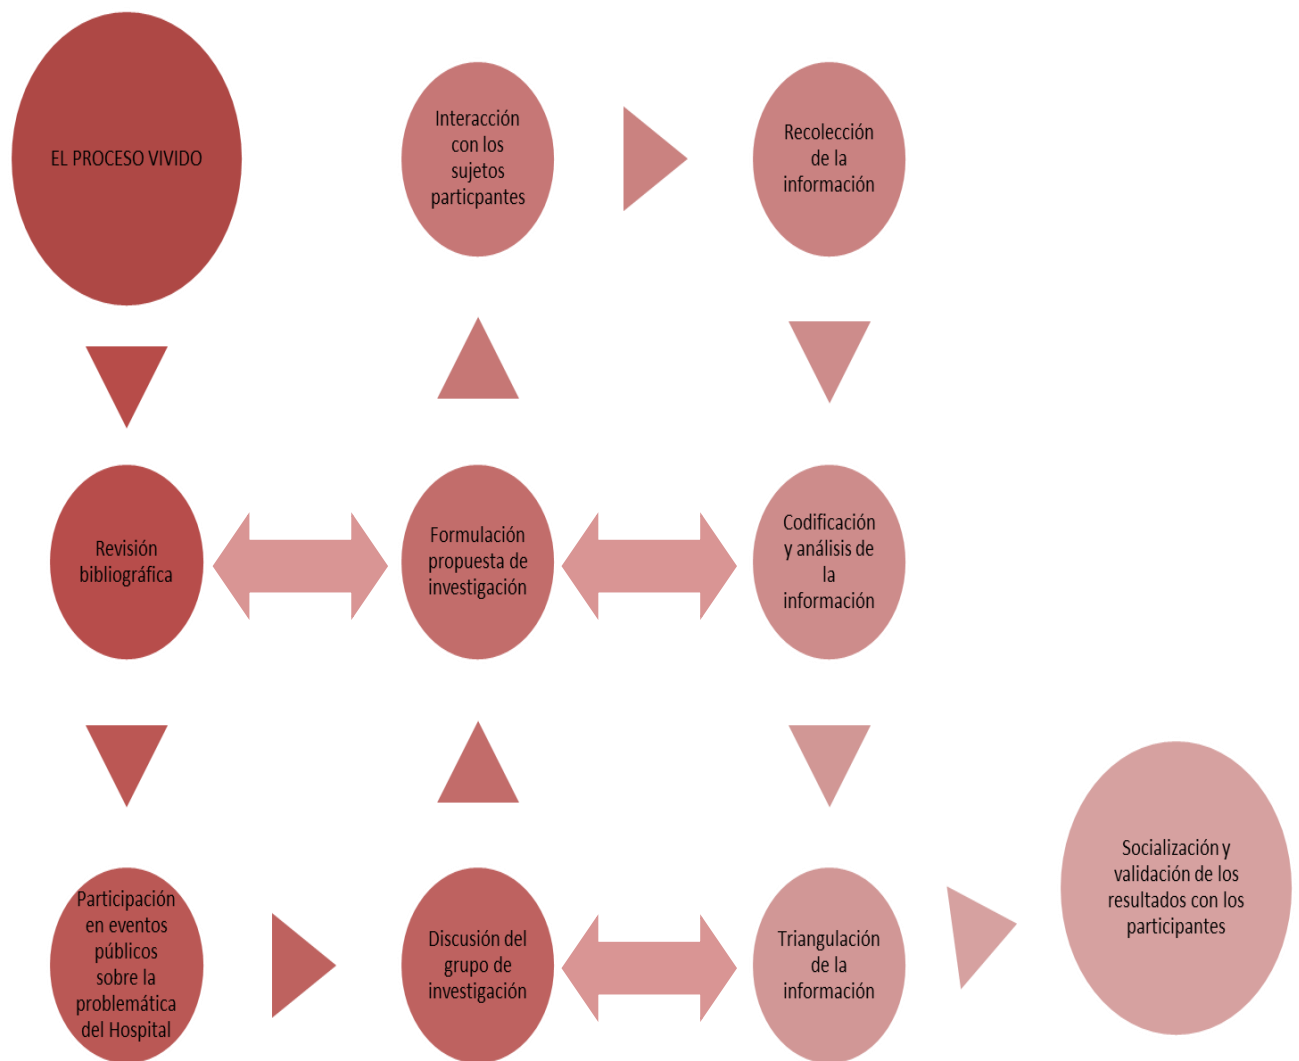 EL PROCESO VIVIDO
Revisión
bibliográfica
Participación
en eventos
públicos
sobre la
problemática
del Hospital
Discusión del
grupo de
investigación
Formulación
propuesta de
investigación
Interacción
con los
sujetos
particpantes
Recolección
de la
información
Codificación
y análisis de
la
información
Triangulación
de la
información
Socialización y
validación de los
resultados con los
participantes